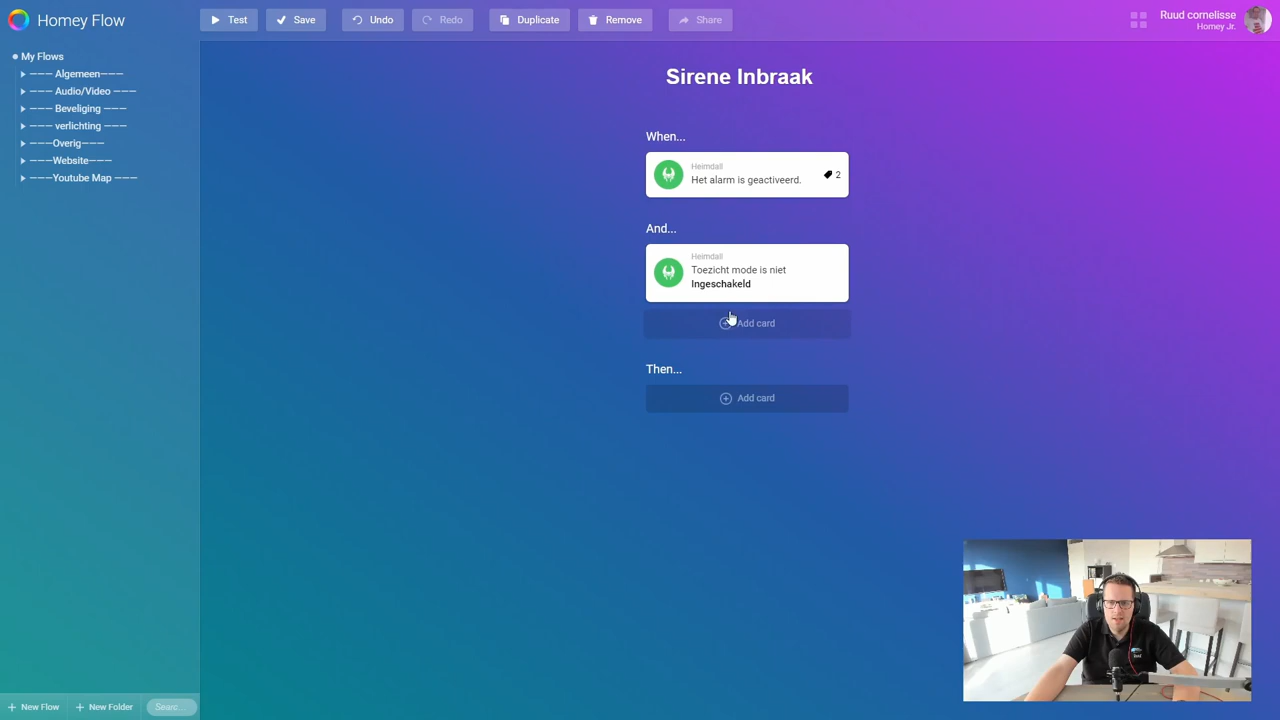 Homey Flow
Test
Save
Undo
Redo
Duplicate
Remove
Share
Ruud cornelisse
Homey Jr.
My Flows
——— Algemeen———
——— Audio/Video ———
——— Beveliging ———
——— verlichting ———
———Overig———
———Website———
———Youtube Map ———
Sirene Inbraak
When...
Heimdall
Het alarm is geactiveerd.
2
And...
Heimdall
Toezicht mode is niet
Ingeschakeld
Add card
Then...
Add card
New Flow
New Folder
Searc...